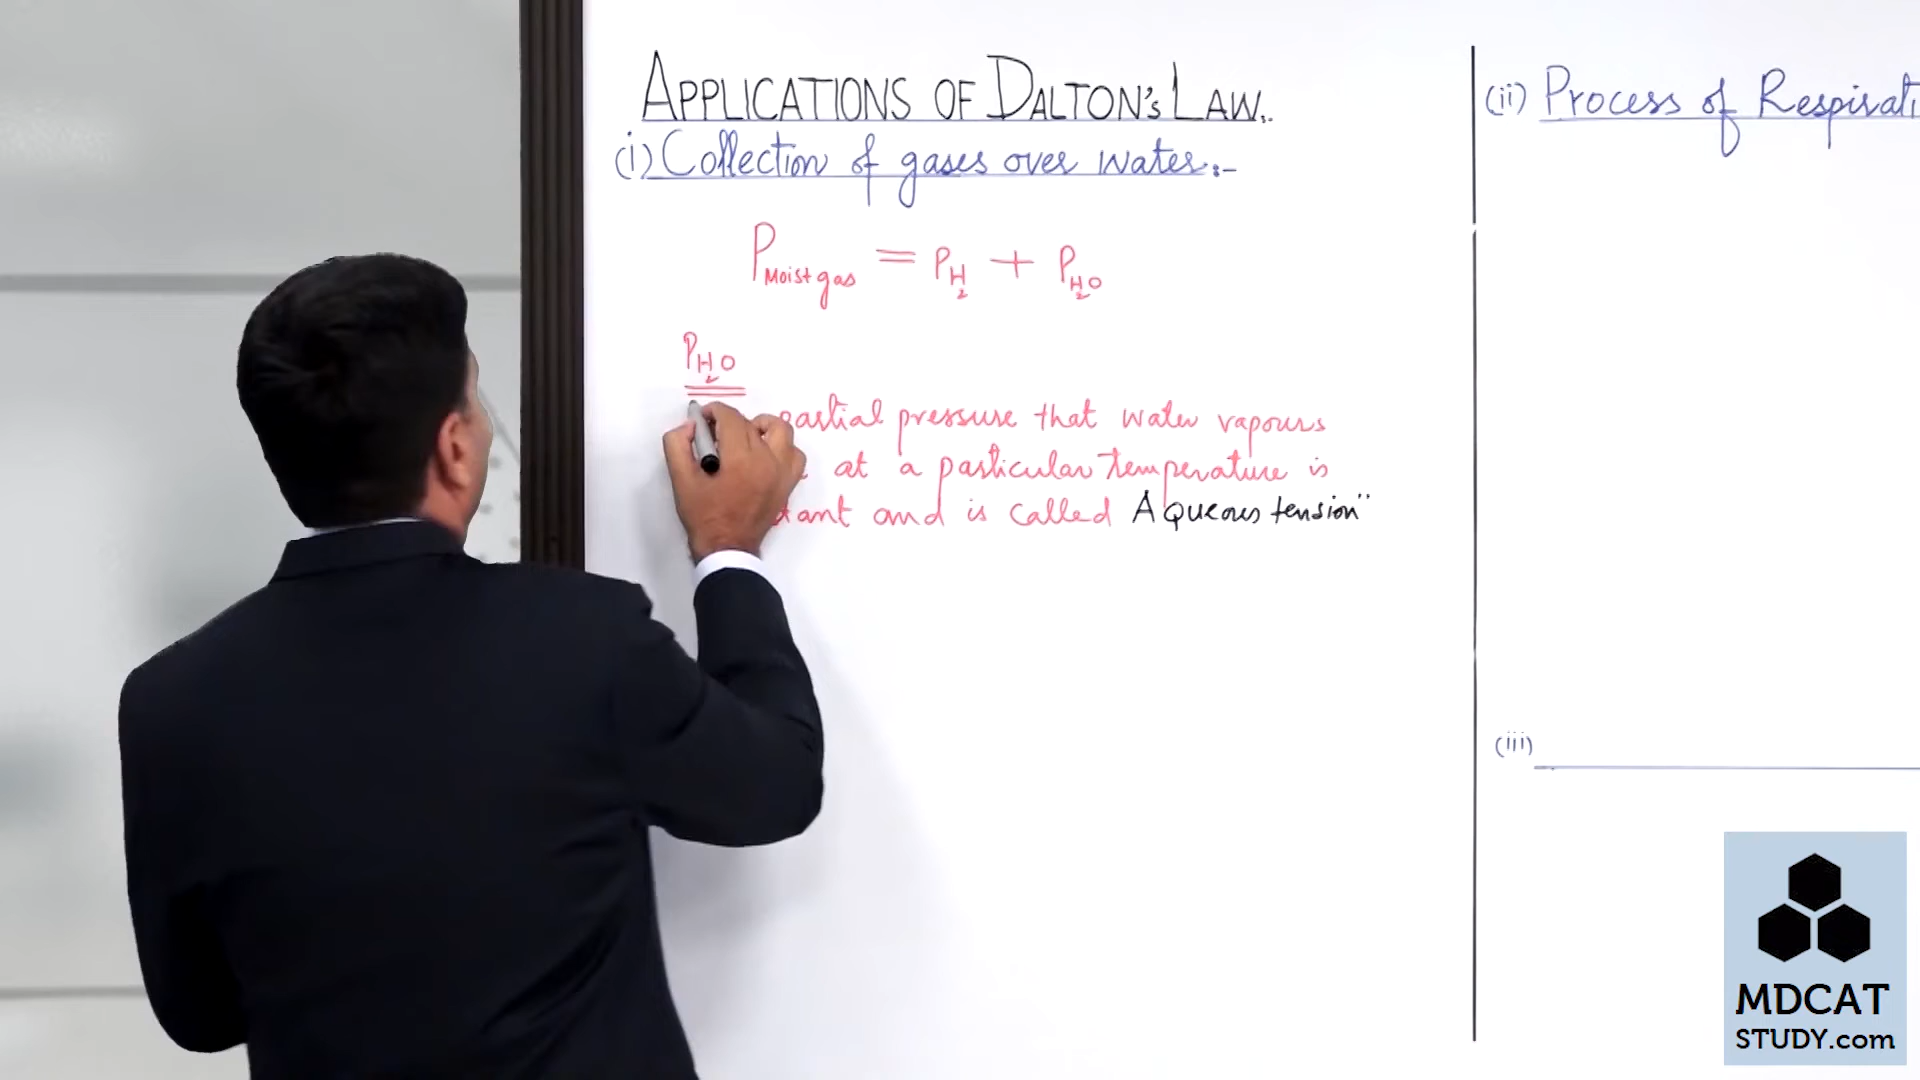 APPLICATIONS OF DALTON'S LAW:
(i) Collection of gases over water:-
P Moist gas = P H2 + P H2O
P H2O
partial pressure that water vapours
at a particular temperature is
and is called Aqueous tension"
(ii) Process of
(iii)
MDCAT
STUDY.com